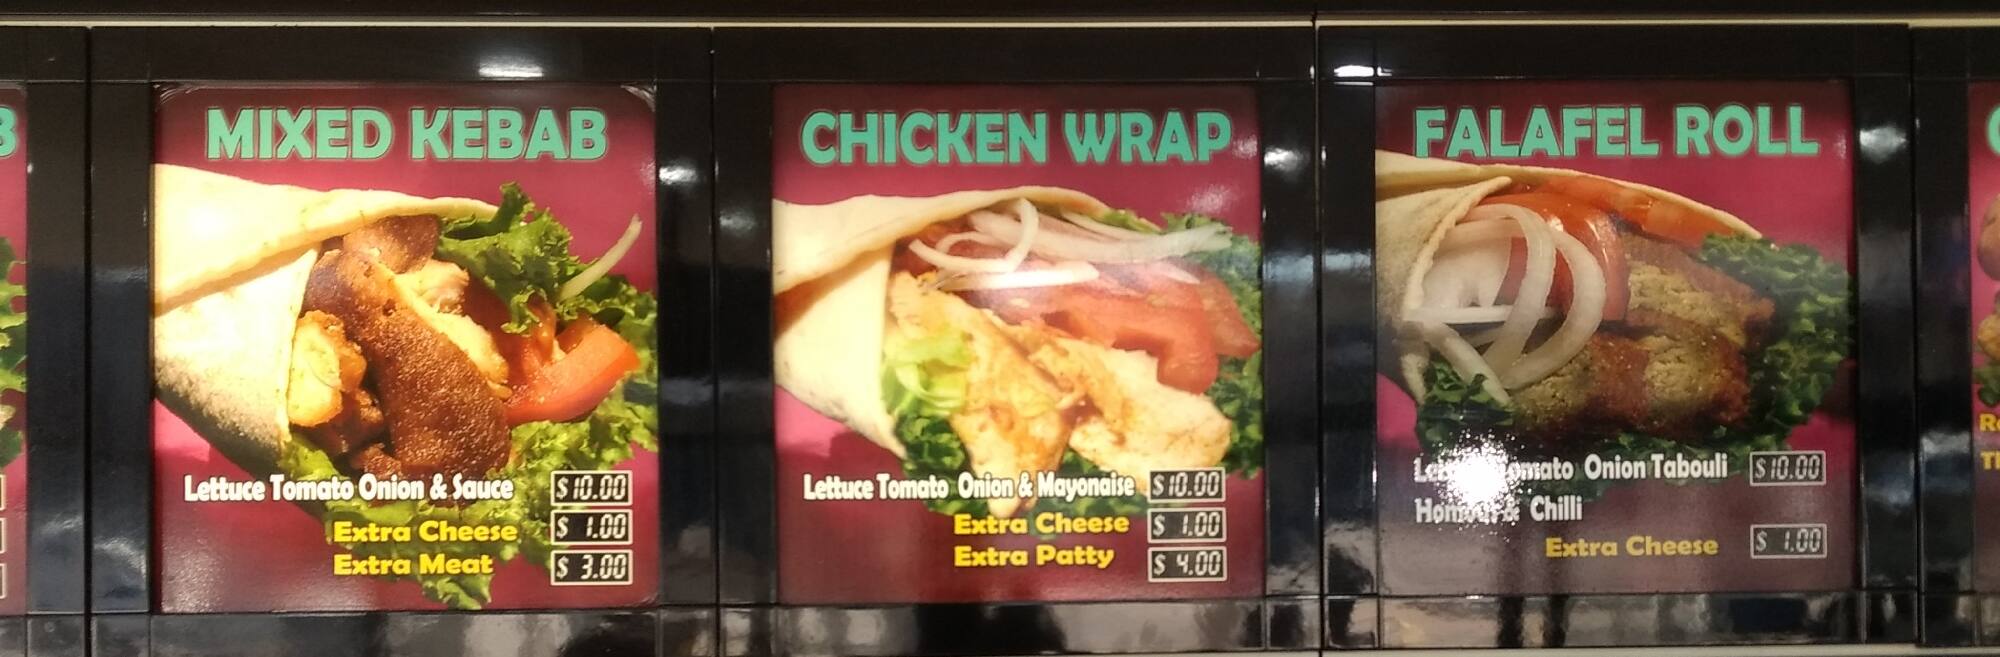 B
MIXED KEBAB
Lettuce Tomato Onion & Sauce $10.00
Extra Cheese $ 1.00
Extra Meat $ 3.00
CHICKEN WRAP
Lettuce Tomato Onion & Mayonaise $10.00
Extra Cheese $ 1.00
Extra Patty $ 4.00
FALAFEL ROLL
Onion Tabouli $10.00
& Chilli
Extra Cheese $ 1.00